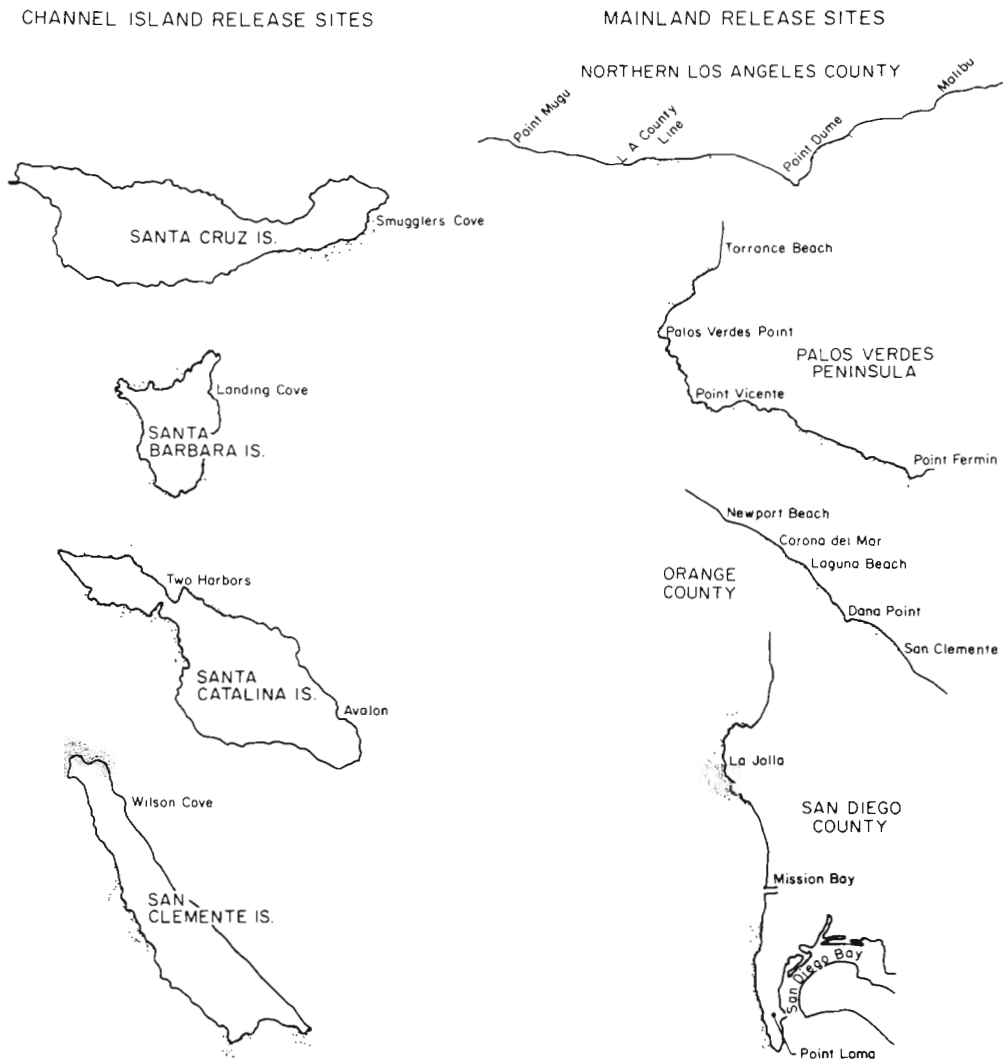 CHANNEL ISLAND RELEASE SITES
SANTA CRUZ IS.
Smugglers Cove
Landing Cove
SANTA
BARBARA IS.
Two Harbors
SANTA
CATALINA IS.
Avalon
Wilson Cove
SAN
CLEMENTE IS.
MAINLAND RELEASE SITES
NORTHERN LOS ANGELES COUNTY
Point Mugu
L A County
Line
Point Dume
Malibu
Torrance Beach
Palos Verdes Point
PALOS VERDES
PENINSULA
Point Vicente
Point Fermin
Newport Beach
Corona del Mar
Laguna Beach
ORANGE
COUNTY
Dana Point
San Clemente
La Jolla
SAN DIEGO
COUNTY
Mission Bay
San Diego Bay
Point Loma